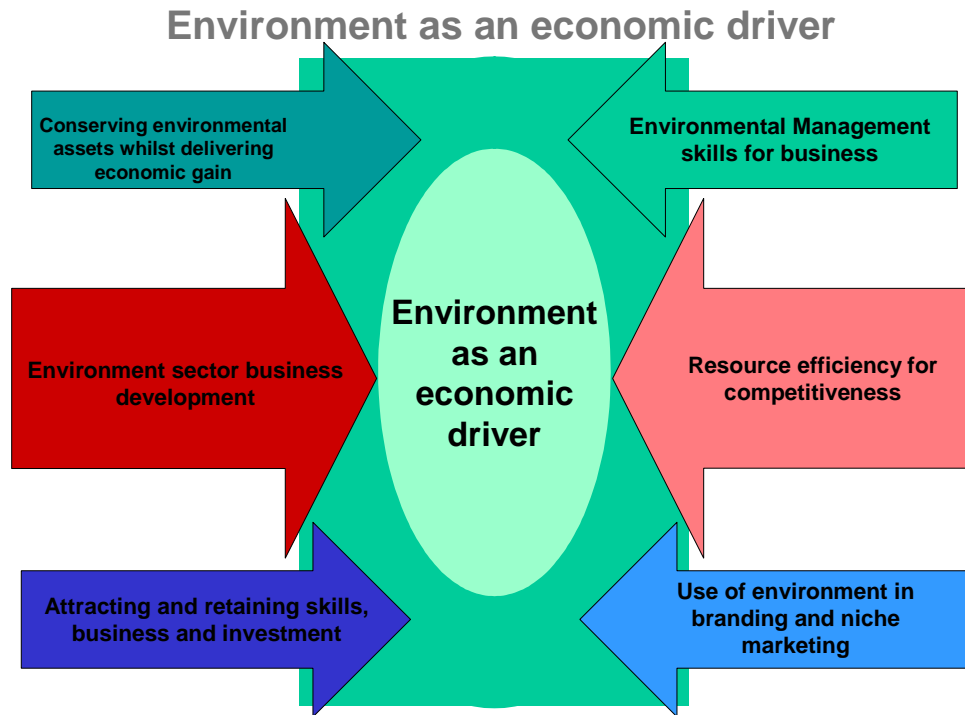 Environment as an economic driver
Conserving environmental
assets whilst delivering
economic gain
Environmental Management
skills for business
Environment
as an
economic
driver
Environment sector business
development
Resource efficiency for
competitiveness
Attracting and retaining skills,
business and investment
Use of environment in
branding and niche
marketing